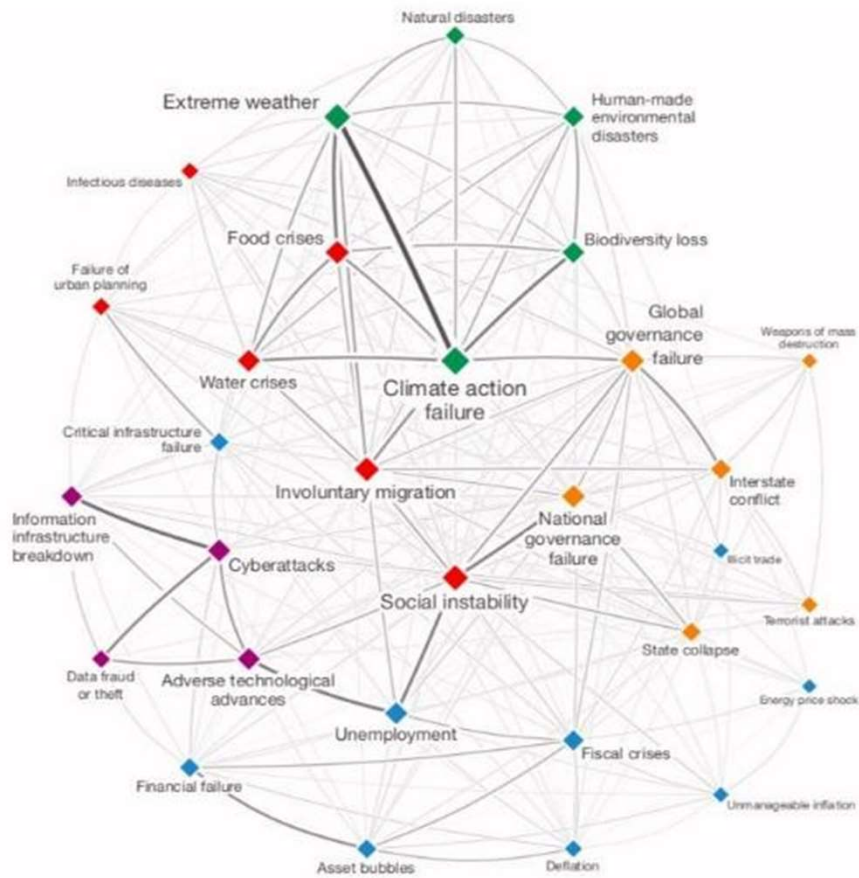 Natural disasters
Extreme weather
Human-made
environmental
disasters
Infectious diseases
Food crises
Biodiversity loss
Failure of
urban planning
Global
governance
failure
Weapons of mass
destruction
Water crises
Climate action
failure
Critical infrastructure
failure
Involuntary migration
Interstate
conflict
Information
infrastructure
breakdown
National
governance
failure
Cyberattacks
Illicit trade
Social instability
Terrorist attacks
State collapse
Data fraud
or theft
Adverse technological
advances
Energy price shock
Unemployment
Fiscal crises
Financial failure
Unmanageable inflation
Asset bubbles
Deflation